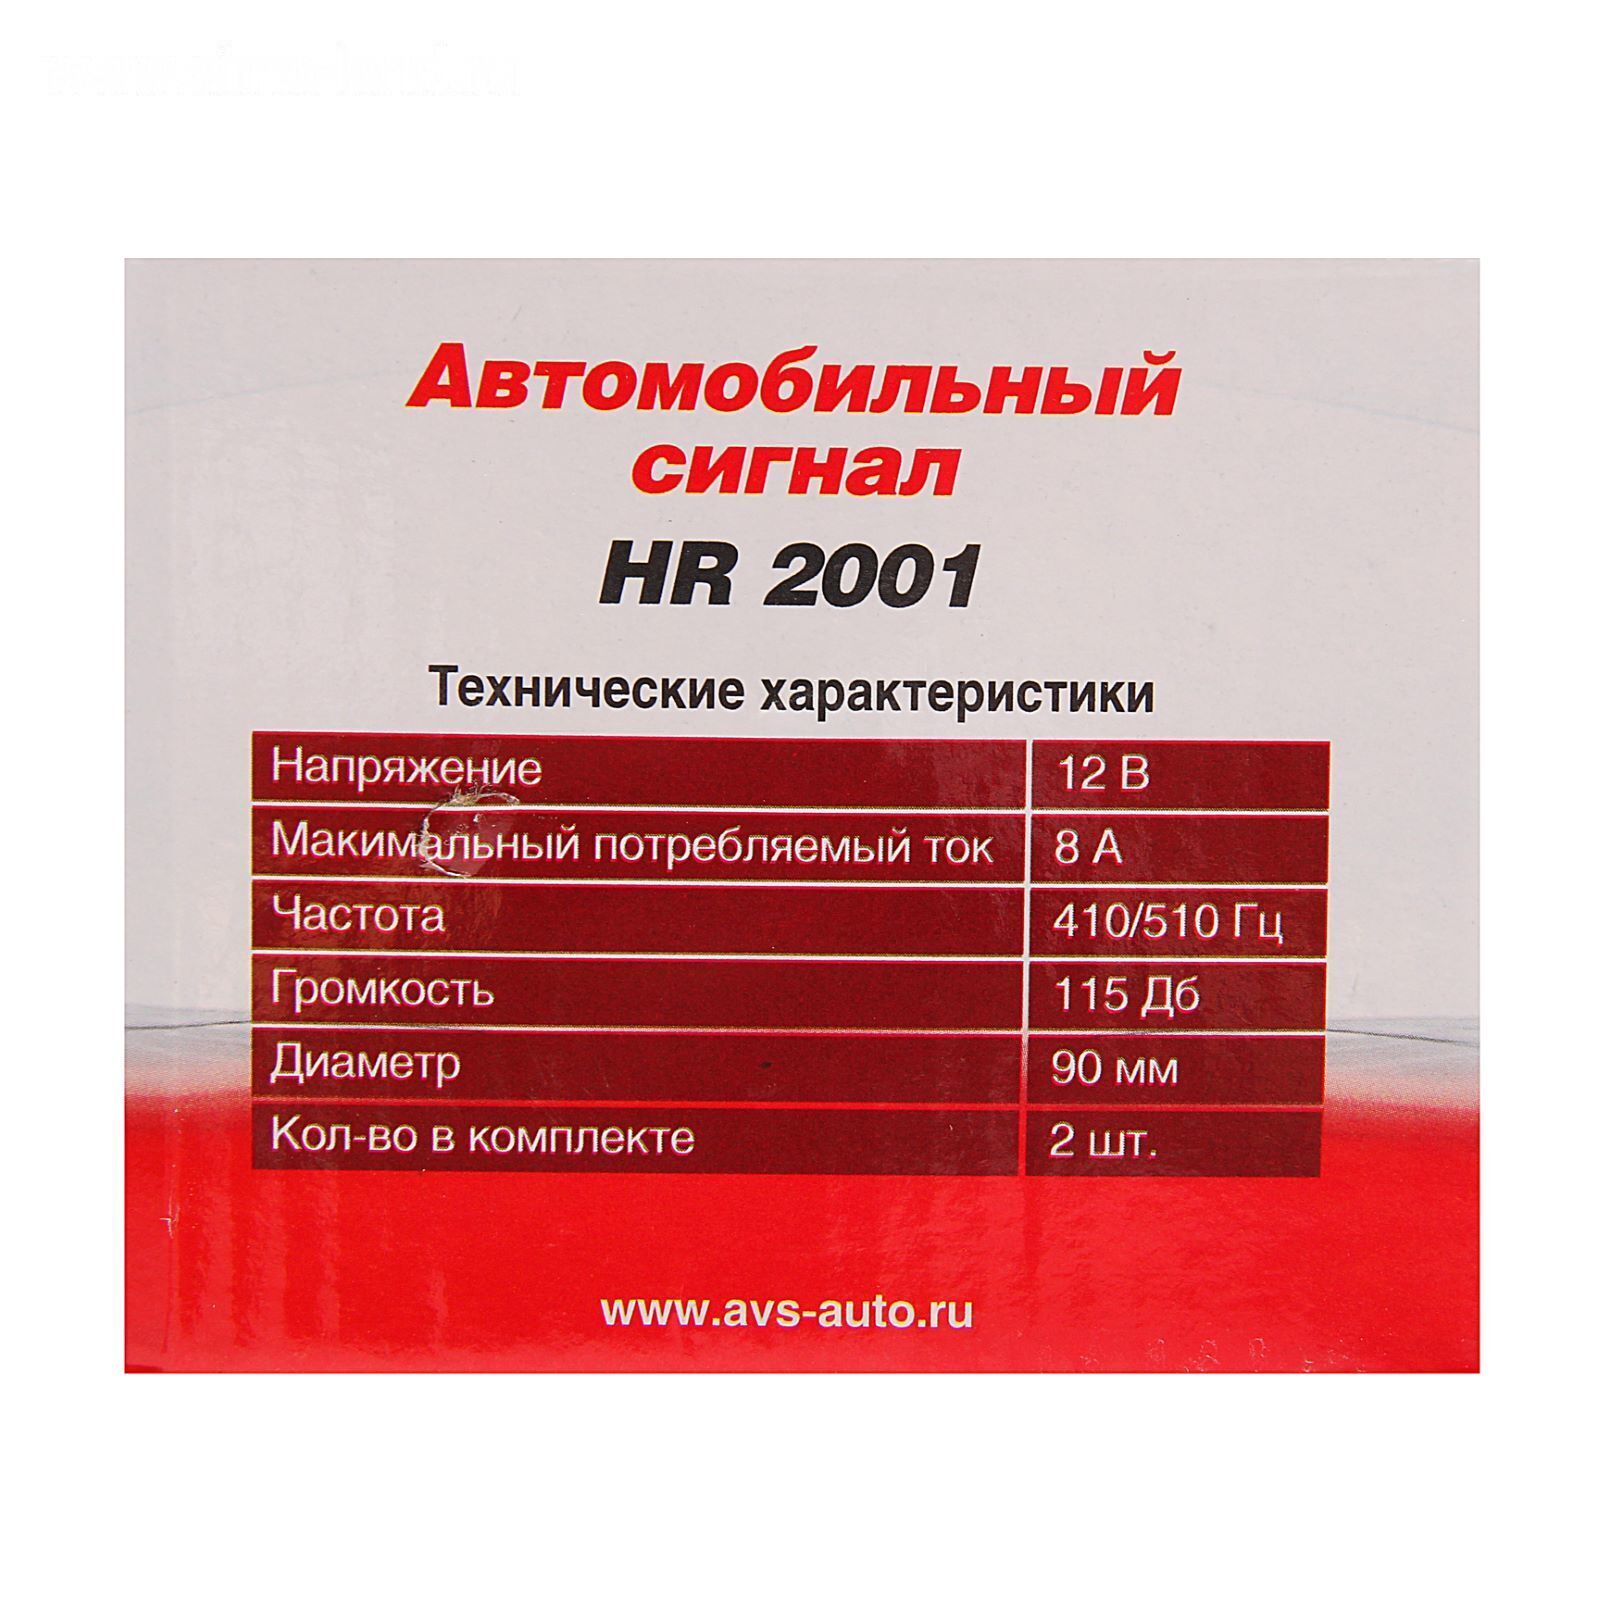 Автомобильный
сигнал
HR 2001
Технические характеристики
Напряжение 12 В
Макимальный потребляемый ток 8 А
Частота 410/510 Гц
Громкость 115 Дб
Диаметр 90 мм
Кол-во в комплекте 2 шт.
www.avs-auto.ru